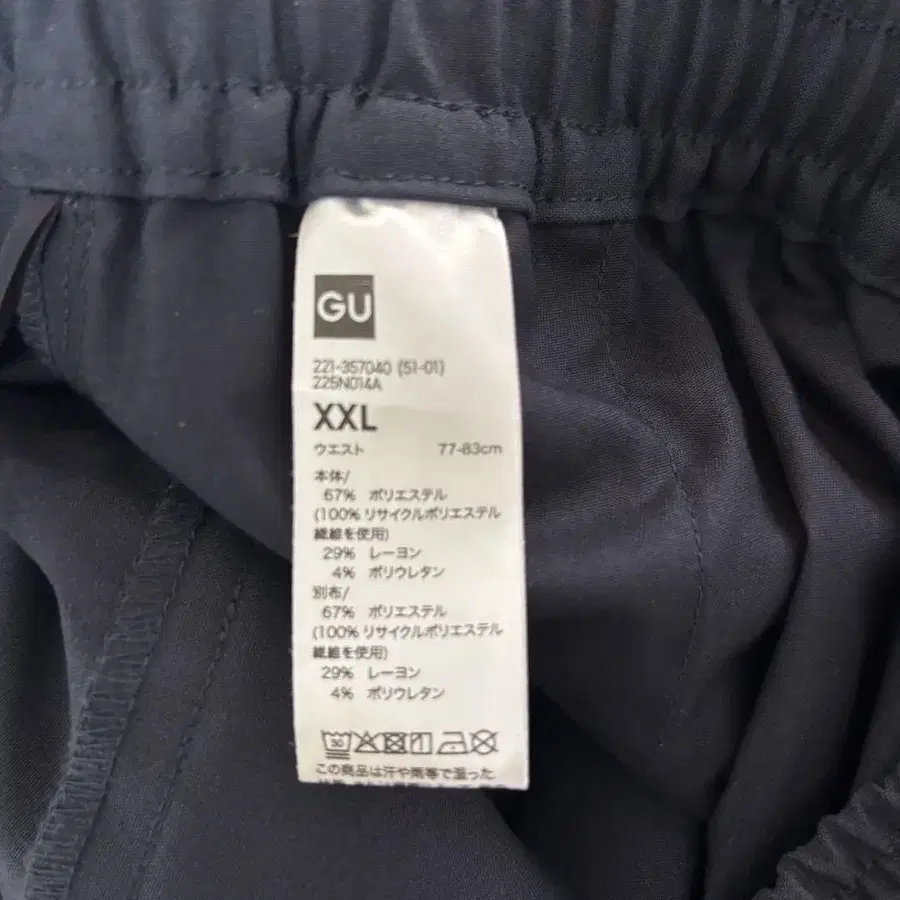 GU
221-357040 (51-01)
225N014A
XXL
ウエスト 77-83cm
本体/
67% ポリエステル
(100%リサイクルポリエステル
繊維を使用)
29% レーヨン
4% ポリウレタン
別布/
67% ポリエステル
(100%リサイクルポリエステル
繊維を使用)
29% レーヨン
4% ポリウレタン
30
この商品は汗や雨等で湿った